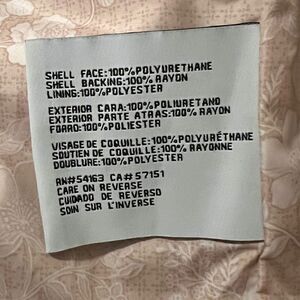 SHELL FACE:100%POLYURETHANE
SHELL BACKING:100% RAYON
LINING:100%POLYESTER
EXTERIOR CARA:100%POLIURETANO
EXTERIOR PARTE ATRAS:100% RAYON
FORRO:100%POLIESTER
VISAGE DE COQUILLE:100%POLYURÉTHANE
SOUTIEN DE COQUILLE:100% RAYONNE
DOUBLURE:100%POLYESTER
RN#54163 CA#57151
CARE ON REVERSE
CUIDADO DE REVERSO
SOIN SUR L'INVERSE